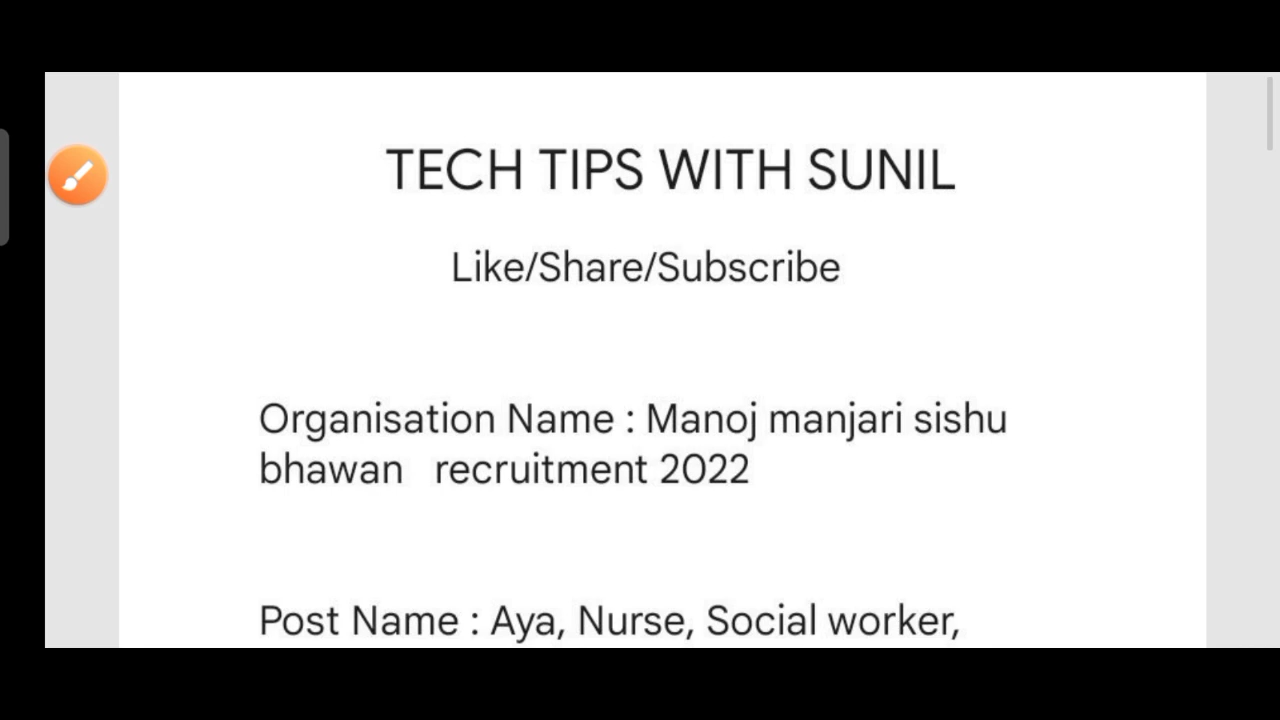 TECH TIPS WITH SUNIL
Like/Share/Subscribe
Organisation Name : Manoj manjari sishu
bhawan recruitment 2022
Post Name : Aya, Nurse, Social worker,